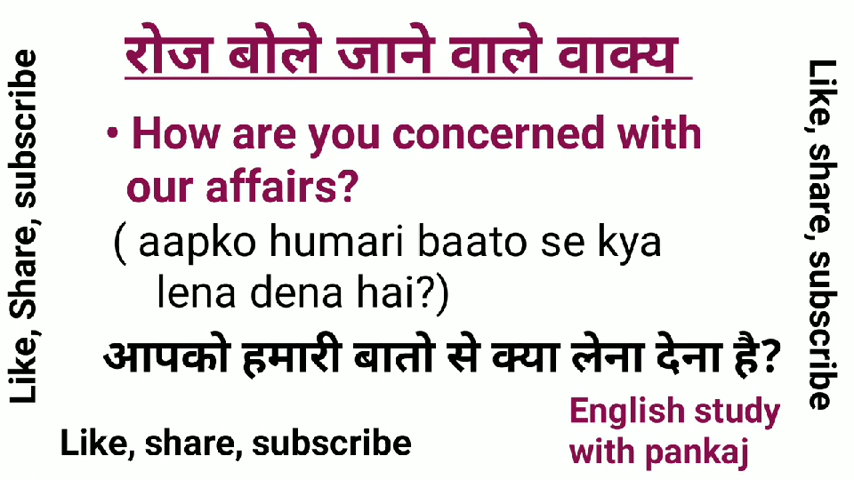 रोज बोले जाने वाले वाक्य
• How are you concerned with
our affairs?
( aapko humari baato se kya
lena dena hai?)
आपको हमारी बातो से क्या लेना देना है?
English study
with pankaj
Like, share, subscribe
Like, Share, subscribe
Like, share, subscribe